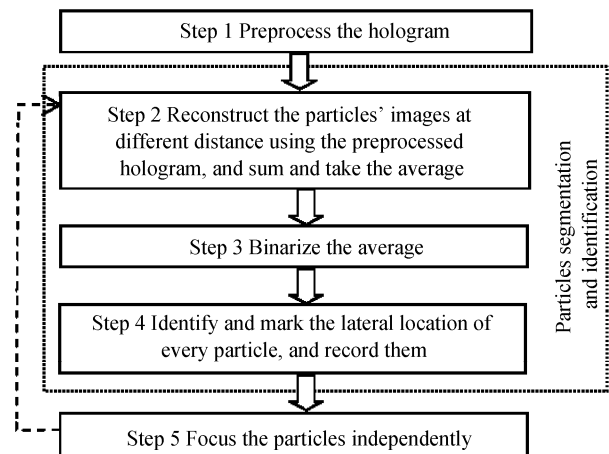 Step 1 Preprocess the hologram
Step 2 Reconstruct the particles’ images at
different distance using the preprocessed
hologram, and sum and take the average
Step 3 Binarize the average
Step 4 Identify and mark the lateral location of
every particle, and record them
Step 5 Focus the particles independently
Particles segmentation
and identification